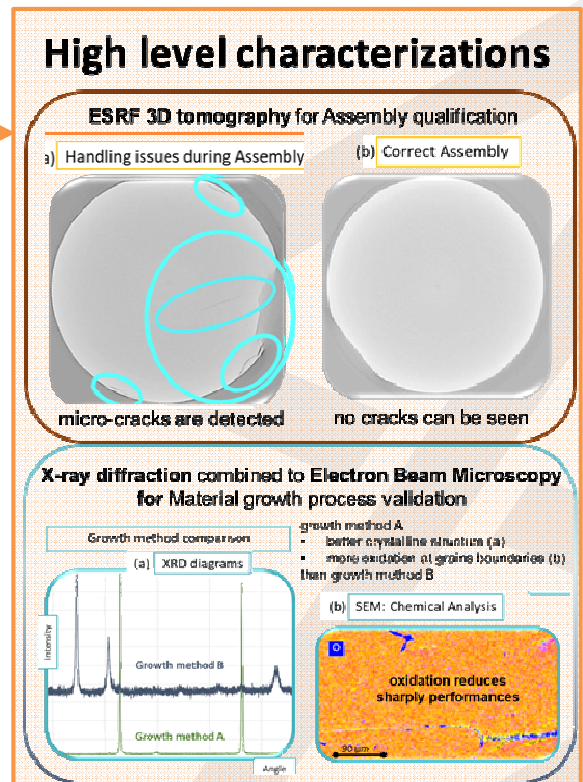 High level characterizations
ESRF 3D tomography for Assembly qualification
a) Handling issues during Assembly
(b) Correct Assembly
micro-cracks are detected
no cracks can be seen
X-ray diffraction combined to Electron Beam Microscopy
for Material growth process validation
Growth method comparison
growth method A
• better crystalline structure (a)
• more oxidation at grains boundaries (b)
than growth method B
(a) XRD diagrams
Intensity
Growth method B
Growth method A
Angle
(b) SEM: Chemical Analysis
O
oxidation reduces
sharply performances
90 µm